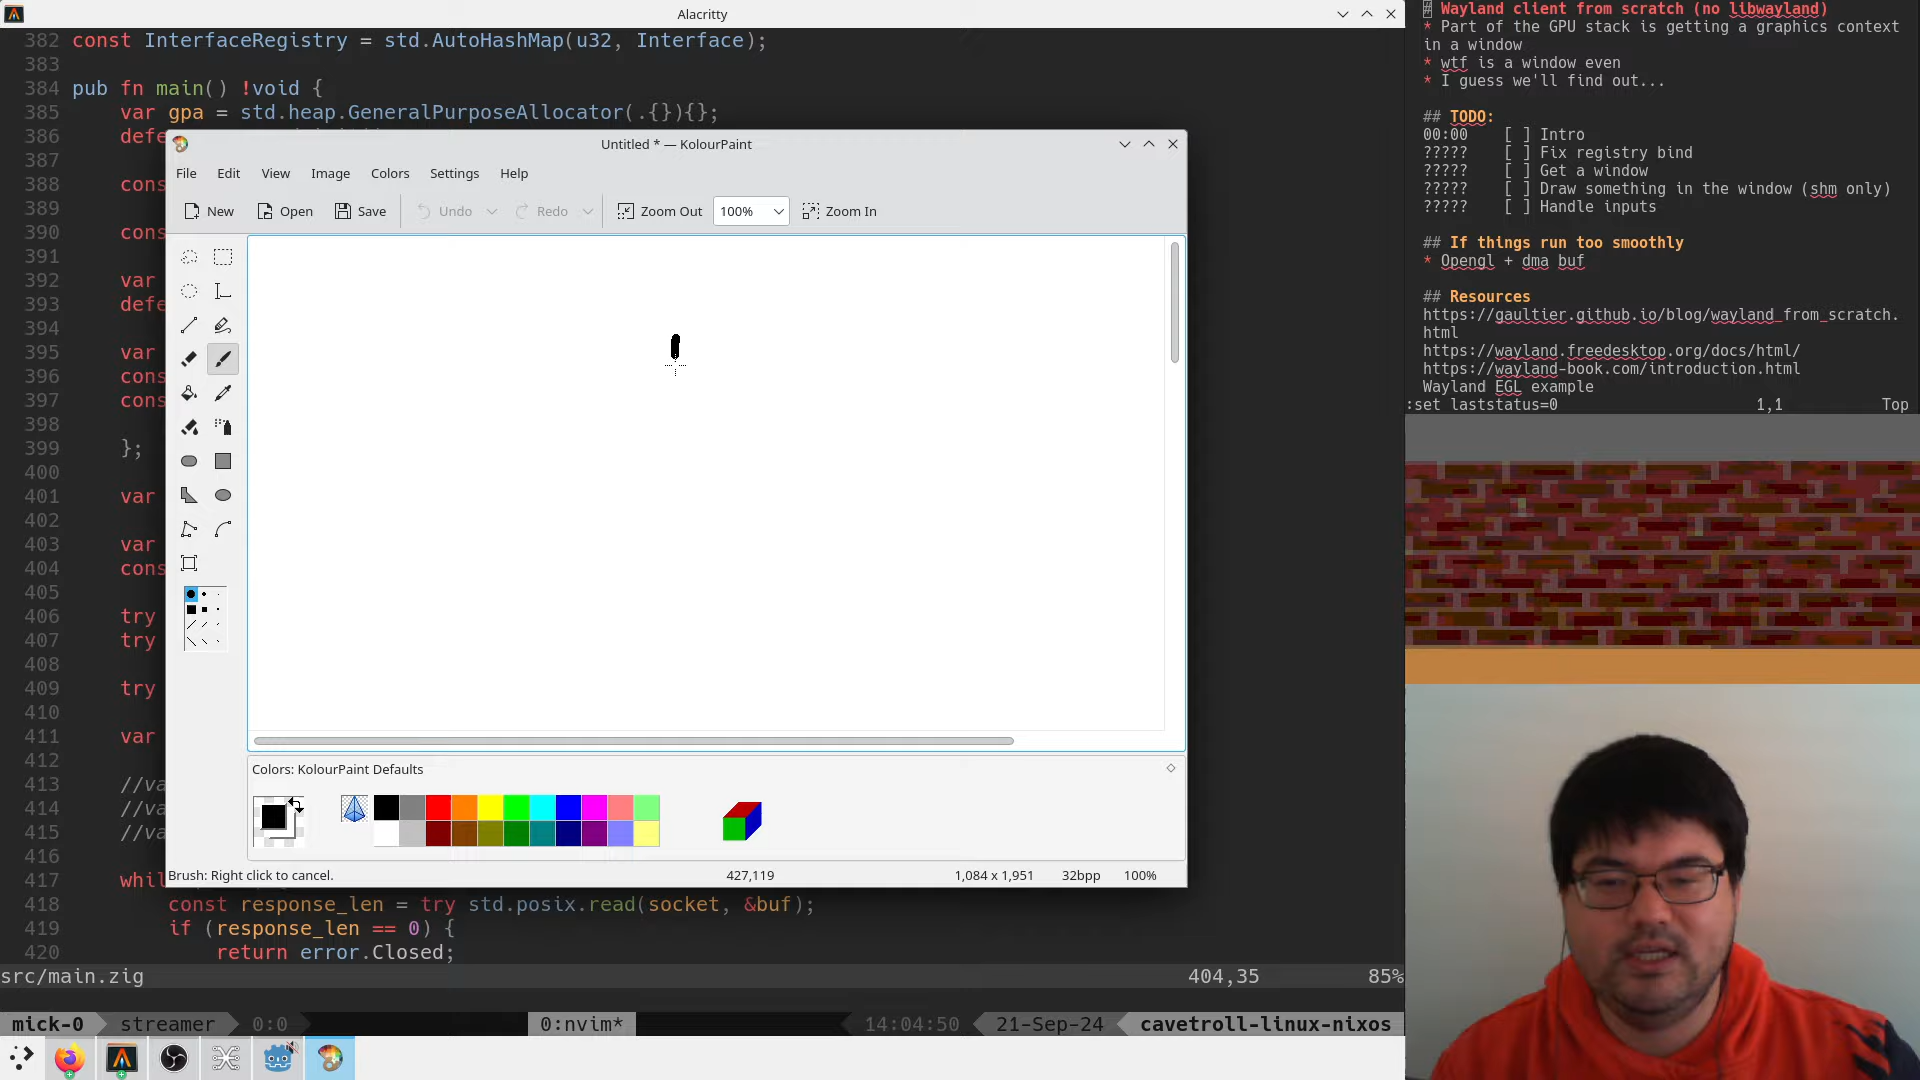 Alacritty
382 const InterfaceRegistry = std.AutoHashMap(u32, Interface);
383
384 pub fn main() !void {
385 var gpa = std.heap.GeneralPurposeAllocator(.{}){};
386 defe
387
388 cons
389
390 cons
391
392 var
393 defe
394
395 var
396 cons
397 cons
398
399 };
400
401 var
402
403 var
404 cons
405
406 try
407 try
408
409 try
410
411 var
412
413 //va
414 //va
415 //va
416
417 whil
418 const response_len = try std.posix.read(socket, &buf);
419 if (response_len == 0) {
420 return error.Closed;
src/main.zig 404,35 85%
mick-0 streamer 0:0 0:nvim* 14:04:50 21-Sep-24 cavetroll-linux-nixos
Untitled * — KolourPaint
File Edit View Image Colors Settings Help
New Open Save Undo Redo Zoom Out 100% Zoom In
Colors: KolourPaint Defaults
Brush: Right click to cancel. 427,119 1,084 x 1,951 32bpp 100%
# Wayland client from scratch (no libwayland)
* Part of the GPU stack is getting a graphics context
in a window
* wtf is a window even
* I guess we'll find out...
## TODO:
00:00 [ ] Intro
????? [ ] Fix registry bind
????? [ ] Get a window
????? [ ] Draw something in the window (shm only)
????? [ ] Handle inputs
## If things run too smoothly
* Opengl + dma buf
## Resources
https://gaultier.github.io/blog/wayland_from_scratch.
html
https://wayland.freedesktop.org/docs/html/
https://wayland-book.com/introduction.html
Wayland EGL example
:set laststatus=0 1,1 Top